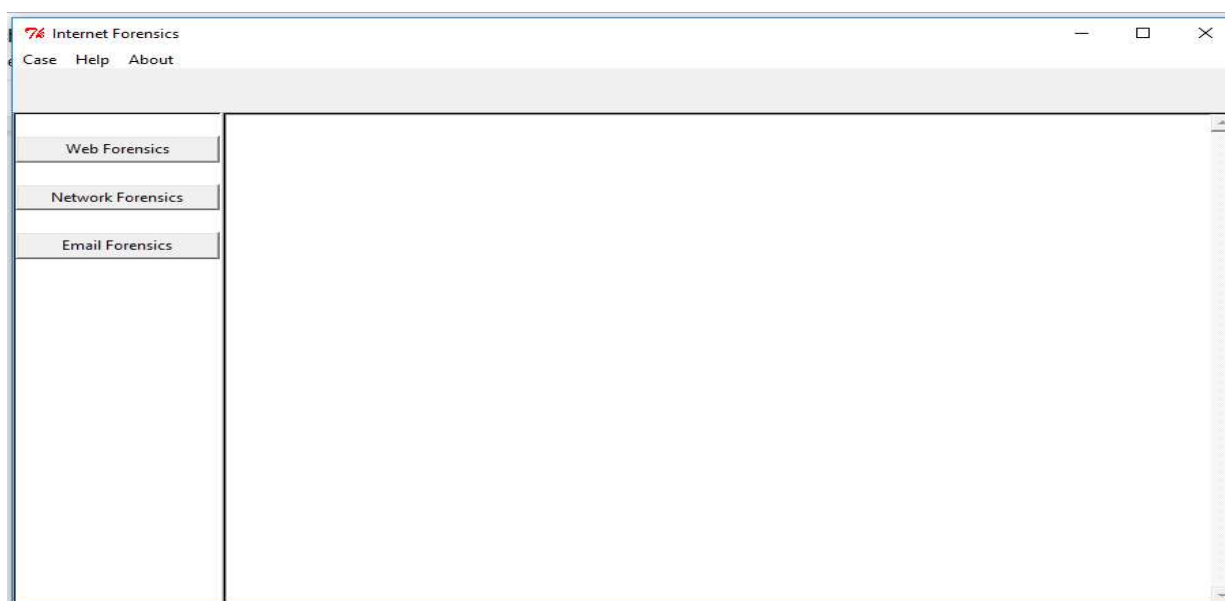 Internet Forensics
Case Help About
Web Forensics
Network Forensics
Email Forensics